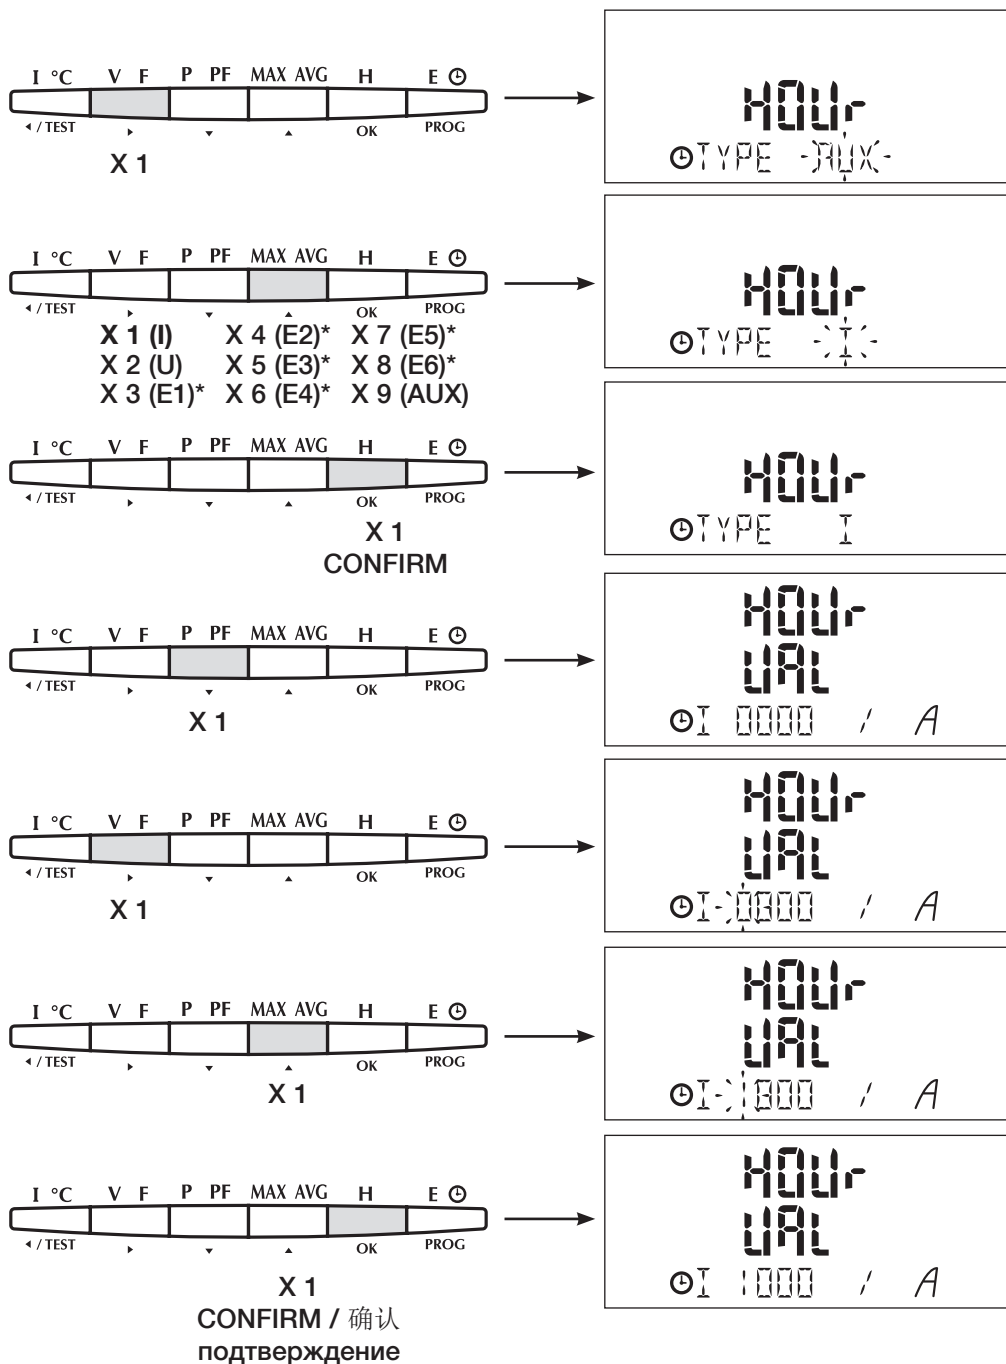 I °C V F P PF MAX AVG H E
/ TEST OK PROG
X 1
HOUr
TYPE AUX
I °C V F P PF MAX AVG H E
/ TEST OK PROG
X 1 (I) X 4 (E2)* X 7 (E5)*
X 2 (U) X 5 (E3)* X 8 (E6)*
X 3 (E1)* X 6 (E4)* X 9 (AUX)
HOUr
TYPE I
I °C V F P PF MAX AVG H E
/ TEST OK PROG
X 1
CONFIRM
HOUr
TYPE I
I °C V F P PF MAX AVG H E
/ TEST OK PROG
X 1
HOUr
VAL
I 0000 / A
I °C V F P PF MAX AVG H E
/ TEST OK PROG
X 1
HOUr
VAL
I 0000 / A
I °C V F P PF MAX AVG H E
/ TEST OK PROG
X 1
HOUr
VAL
I 1000 / A
I °C V F P PF MAX AVG H E
/ TEST OK PROG
X 1
CONFIRM / 确认
подтверждение
HOUr
VAL
I 1000 / A